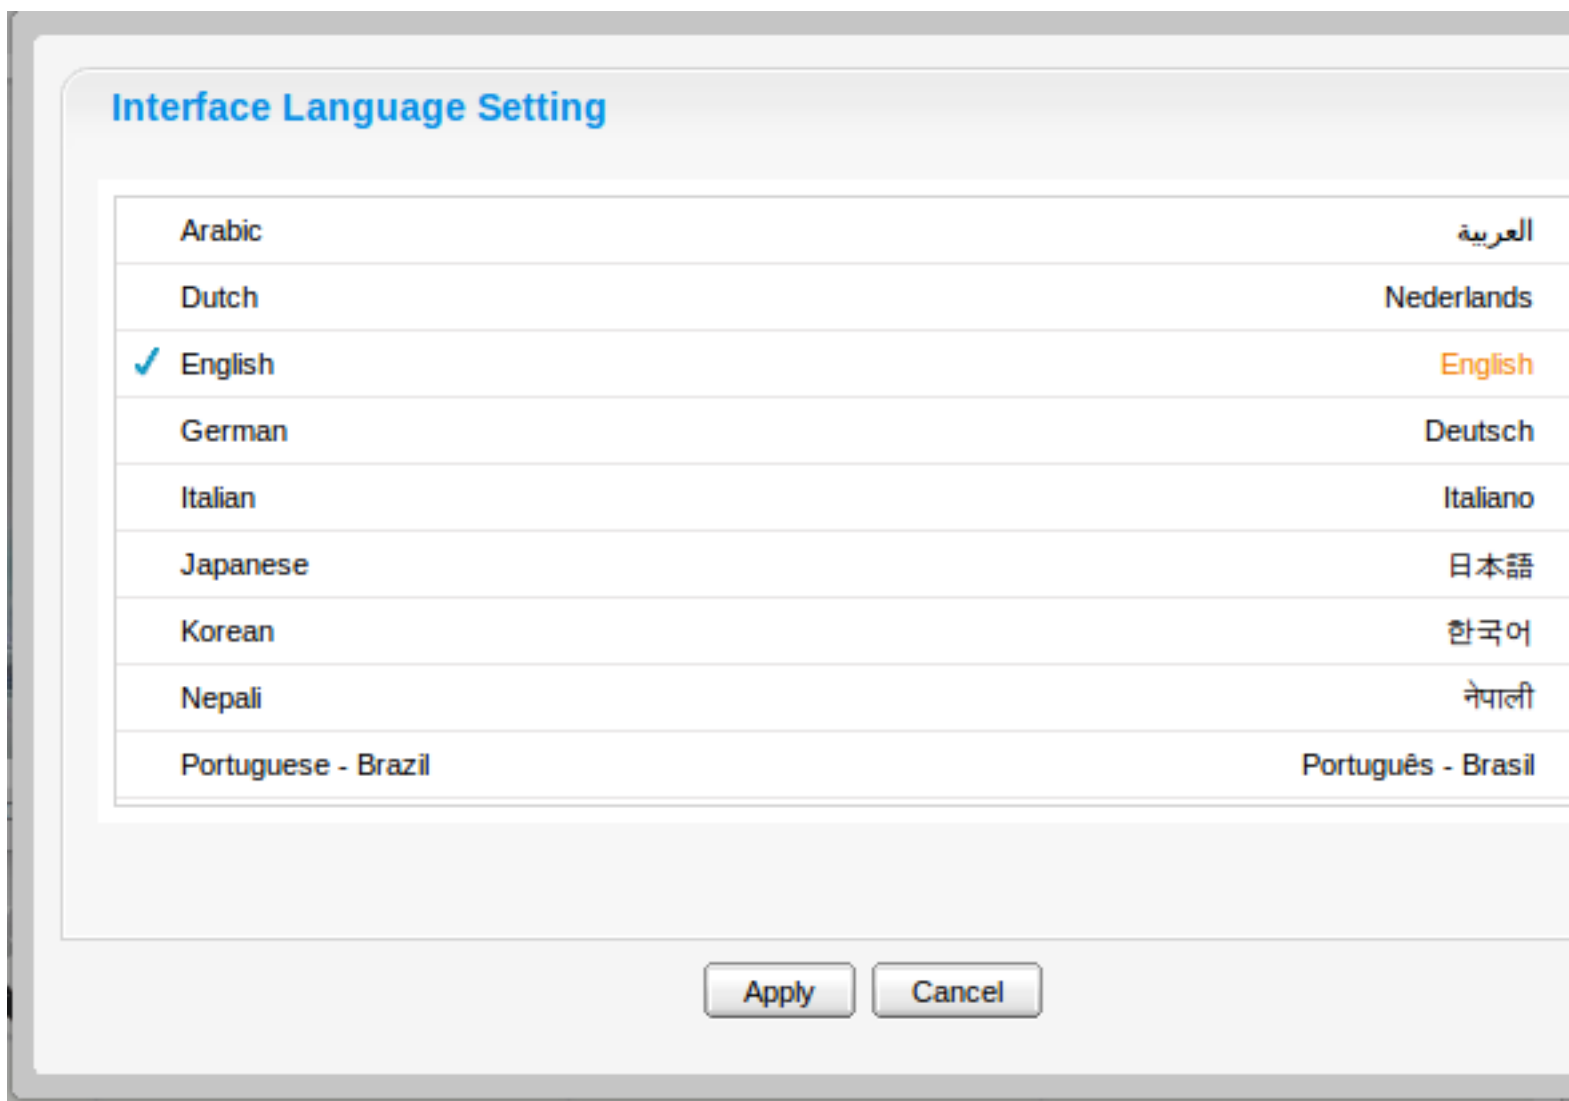 Interface Language Setting
Arabic العربية
Dutch Nederlands
English English
German Deutsch
Italian Italiano
Japanese 日本語
Korean 한국어
Nepali नेपाली
Portuguese - Brazil Português - Brasil
Apply Cancel